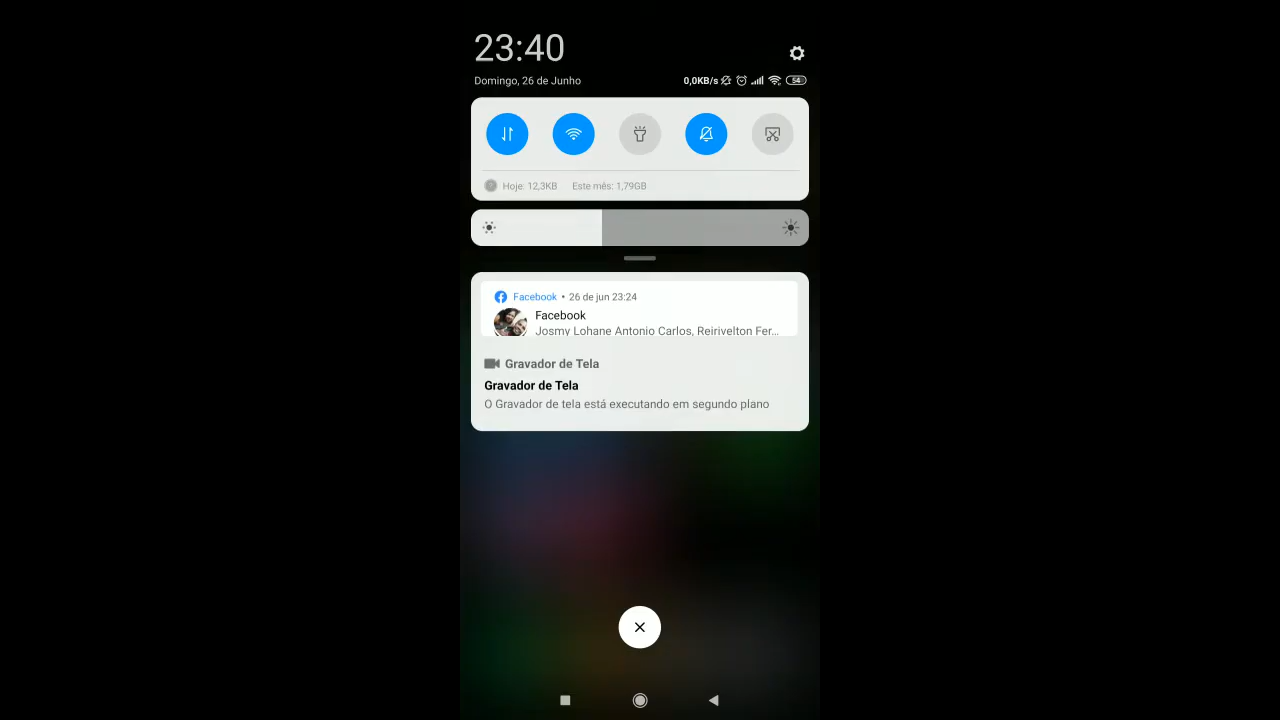 23:40
Domingo, 26 de Junho
0,0KB/s 54
Hoje: 12,3KB Este mês: 1,79GB
Facebook • 26 de jun 23:24
Facebook
Josmy Lohane Antonio Carlos, Reirivelton Fer...
Gravador de Tela
Gravador de Tela
O Gravador de tela está executando em segundo plano